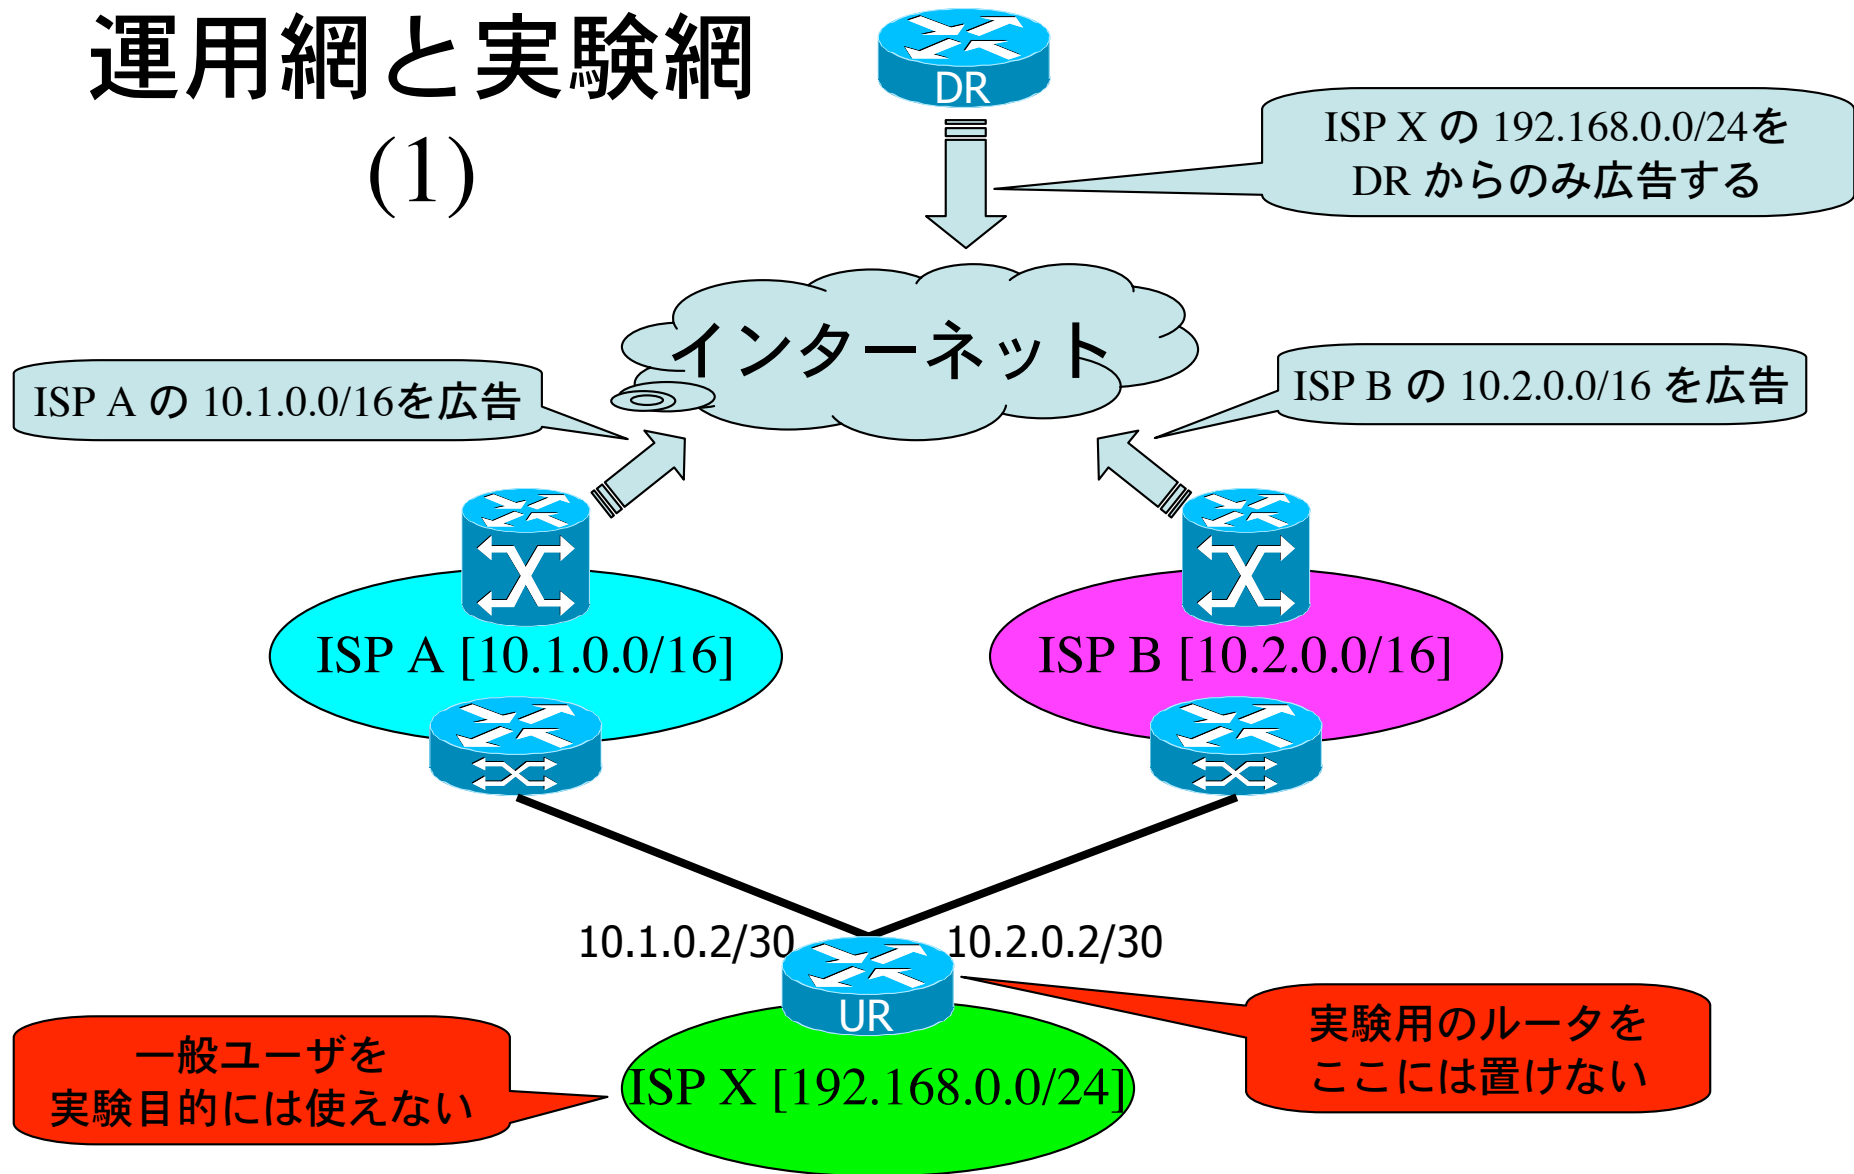 運用網と実験網
(1)
DR
ISP X の 192.168.0.0/24を
DR からのみ広告する
インターネット
ISP A の 10.1.0.0/16を広告
ISP B の 10.2.0.0/16 を広告
ISP A [10.1.0.0/16]
ISP B [10.2.0.0/16]
10.1.0.2/30
10.2.0.2/30
UR
ISP X [192.168.0.0/24]
一般ユーザを
実験目的には使えない
実験用のルータを
ここには置けない